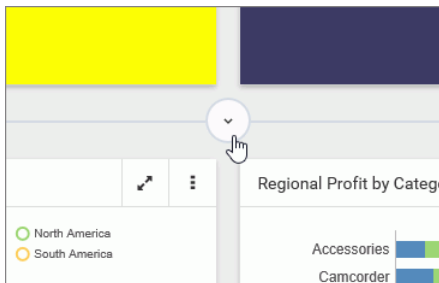 Regional Profit by Categ
North America
South America
Accessories
Camcorder